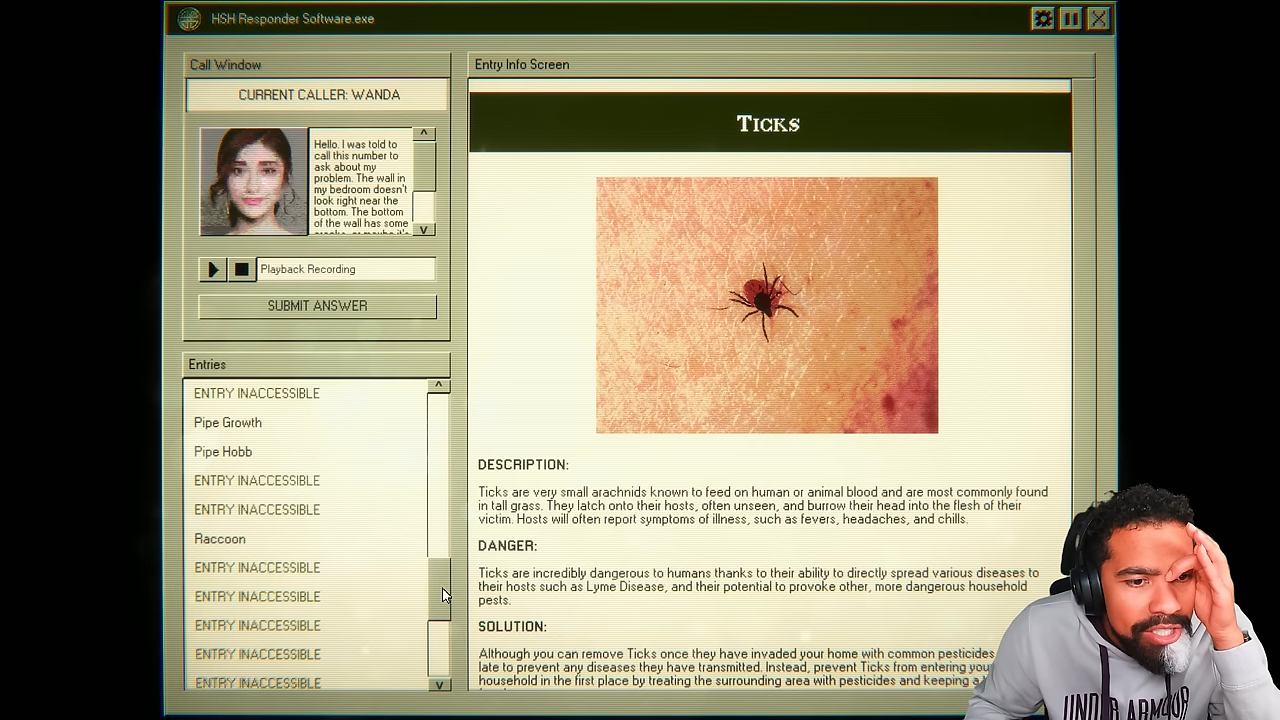 HSH Responder Software.exe
Call Window
CURRENT CALLER: WANDA
Hello. I was told to
call this number to
ask about my
problem. The wall in
my bedroom doesn't
look right near the
bottom. The bottom
of the wall has some
Playback Recording
SUBMIT ANSWER
Entries
ENTRY INACCESSIBLE
Pipe Growth
Pipe Hobb
ENTRY INACCESSIBLE
ENTRY INACCESSIBLE
Raccoon
ENTRY INACCESSIBLE
ENTRY INACCESSIBLE
ENTRY INACCESSIBLE
ENTRY INACCESSIBLE
ENTRY INACCESSIBLE
Entry Info Screen
Ticks
DESCRIPTION:
Ticks are very small arachnids known to feed on human or animal blood and are most commonly found
in tall grass. They latch onto their hosts, often unseen, and burrow their head into the flesh of their
victim. Hosts will often report symptoms of illness, such as fevers, headaches, and chills.
DANGER:
Ticks are incredibly dangerous to humans thanks to their ability to directly spread various diseases to
their hosts such as Lyme Disease, and their potential to provoke other, more dangerous household
pests.
SOLUTION:
Although you can remove Ticks once they have invaded your home with common pesticides
late to prevent any diseases they have transmitted. Instead, prevent Ticks from entering
household in the first place by treating the surrounding area with pesticides and keeping a
UNDER ARMOUR